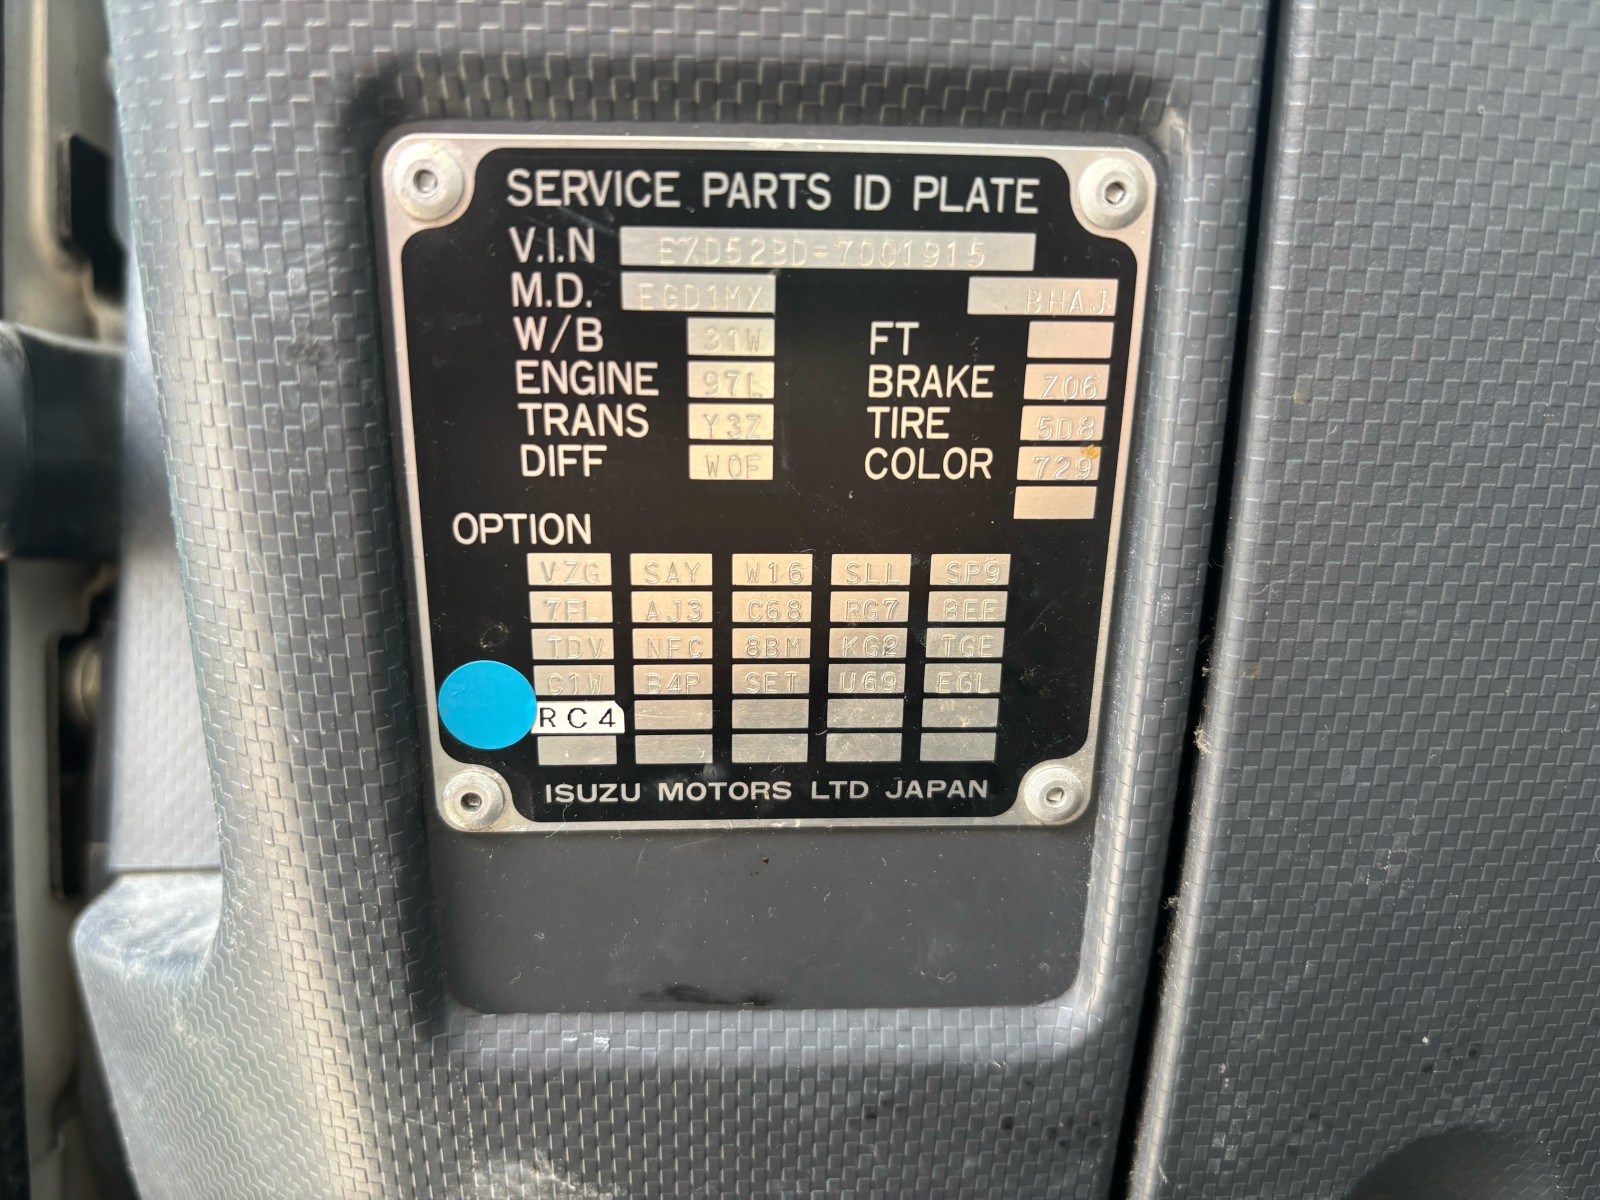 SERVICE PARTS ID PLATE
V.I.N E7D52BD-7001915
M.D. EGD1MY BHAJ
W/B 31W FT
ENGINE 97L BRAKE Z06
TRANS Y3Z TIRE 5D8
DIFF W0F COLOR 729
OPTION
VZG SAY W16 SLL SP9
7FL AJ3 C68 RG7 BEE
TDV NFC 8BM KG2 TGE
C1W B4P SET U69 EGL
RC4
ISUZU MOTORS LTD JAPAN